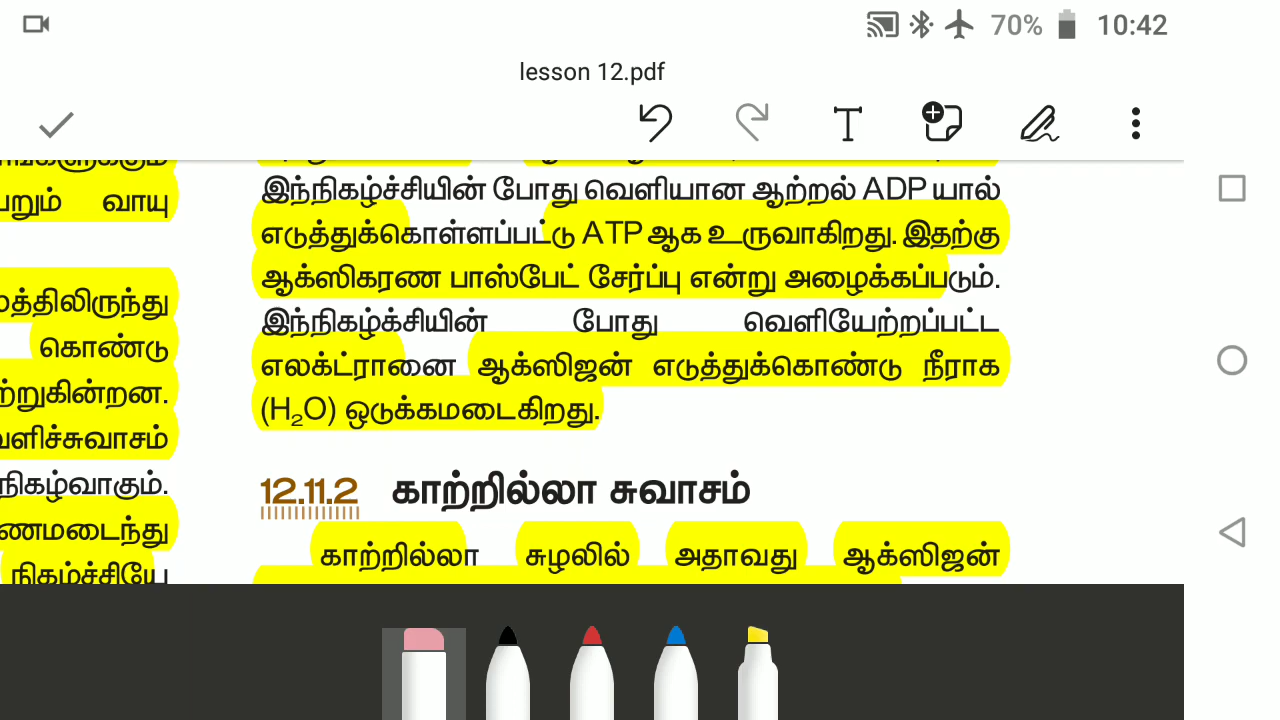 70% 10:42
lesson 12.pdf
பெறும் வாயு
கொண்டு
நிகழ்வாகும்.
நிகழ்ச்சியே
இந்நிகழ்ச்சியின் போது வெளியான ஆற்றல் ADP யால்
எடுத்துக்கொள்ளப்பட்டு ATP ஆக உருவாகிறது. இதற்கு
ஆக்ஸிகரண பாஸ்பேட் சேர்ப்பு என்று அழைக்கப்படும்.
இந்நிகழ்க்சியின் போது வெளியேற்றப்பட்ட
எலக்ட்ரானை ஆக்ஸிஜன் எடுத்துக்கொண்டு நீராக
(H₂O) ஒடுக்கமடைகிறது.
12.11.2 காற்றில்லா சுவாசம்
காற்றில்லா சுழலில் அதாவது ஆக்ஸிஜன்